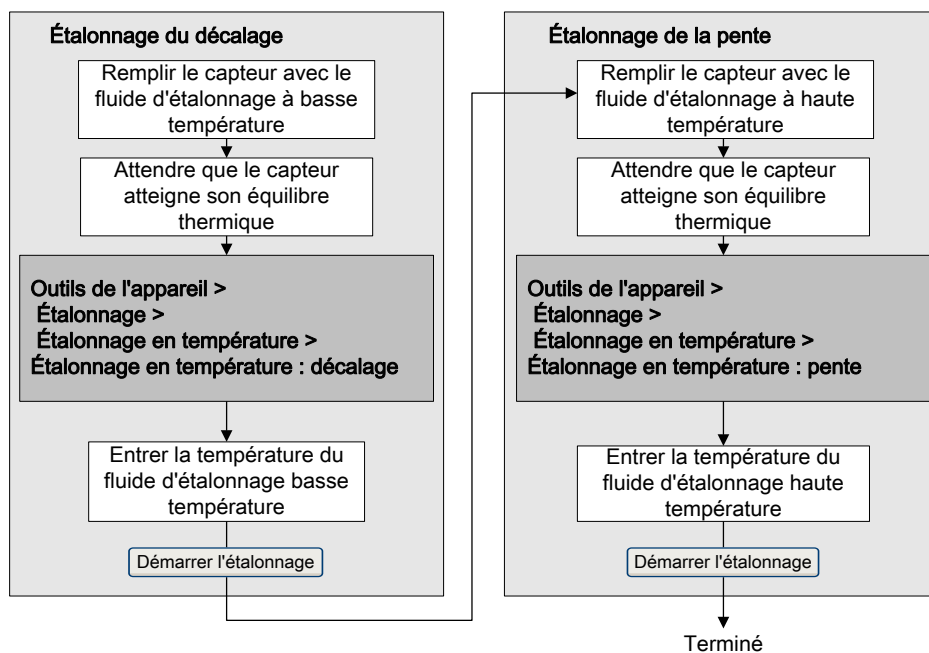 Étalonnage du décalage
Remplir le capteur avec le
fluide d'étalonnage à basse
température
Attendre que le capteur
atteigne son équilibre
thermique
Outils de l'appareil >
Étalonnage >
Étalonnage en température >
Étalonnage en température : décalage
Entrer la température du
fluide d'étalonnage basse
température
Démarrer l'étalonnage
Étalonnage de la pente
Remplir le capteur avec le
fluide d'étalonnage à haute
température
Attendre que le capteur
atteigne son équilibre
thermique
Outils de l'appareil >
Étalonnage >
Étalonnage en température >
Étalonnage en température : pente
Entrer la température du
fluide d'étalonnage haute
température
Démarrer l'étalonnage
Terminé